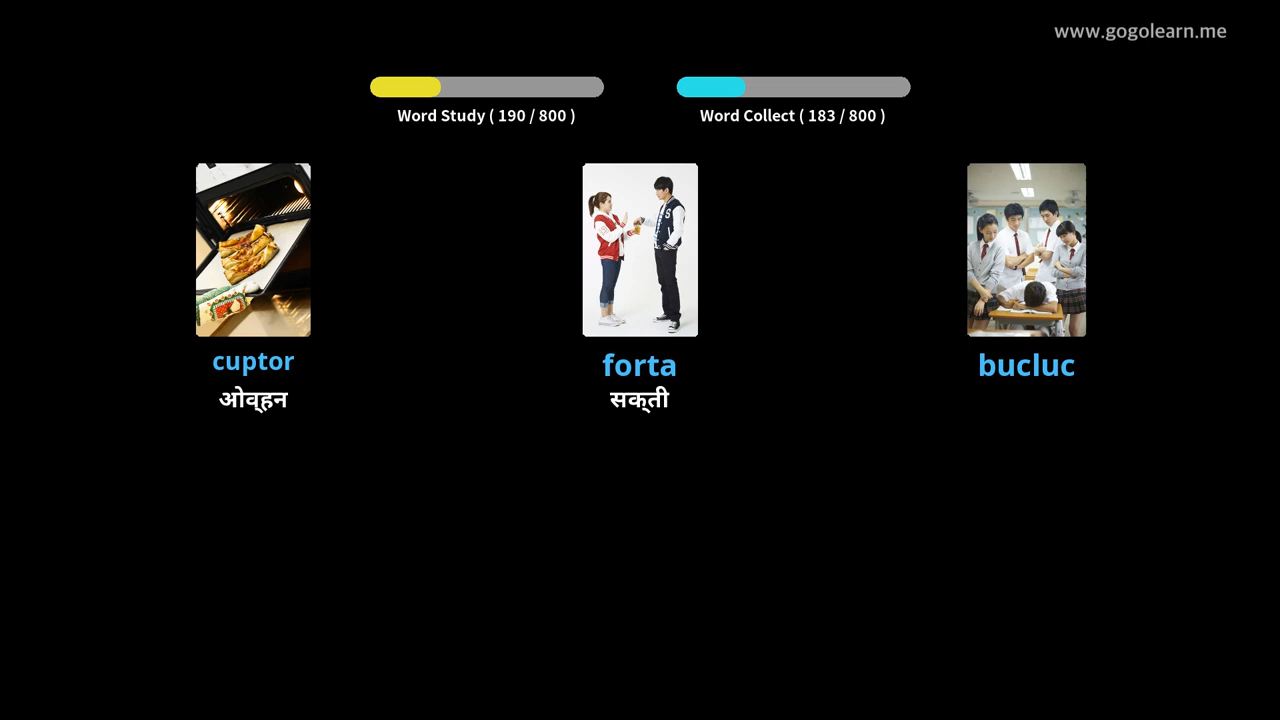 www.gogolearn.me
Word Study ( 190 / 800 )
Word Collect ( 183 / 800 )
cuptor
forta
bucluc
ओव्हन
सक्ती